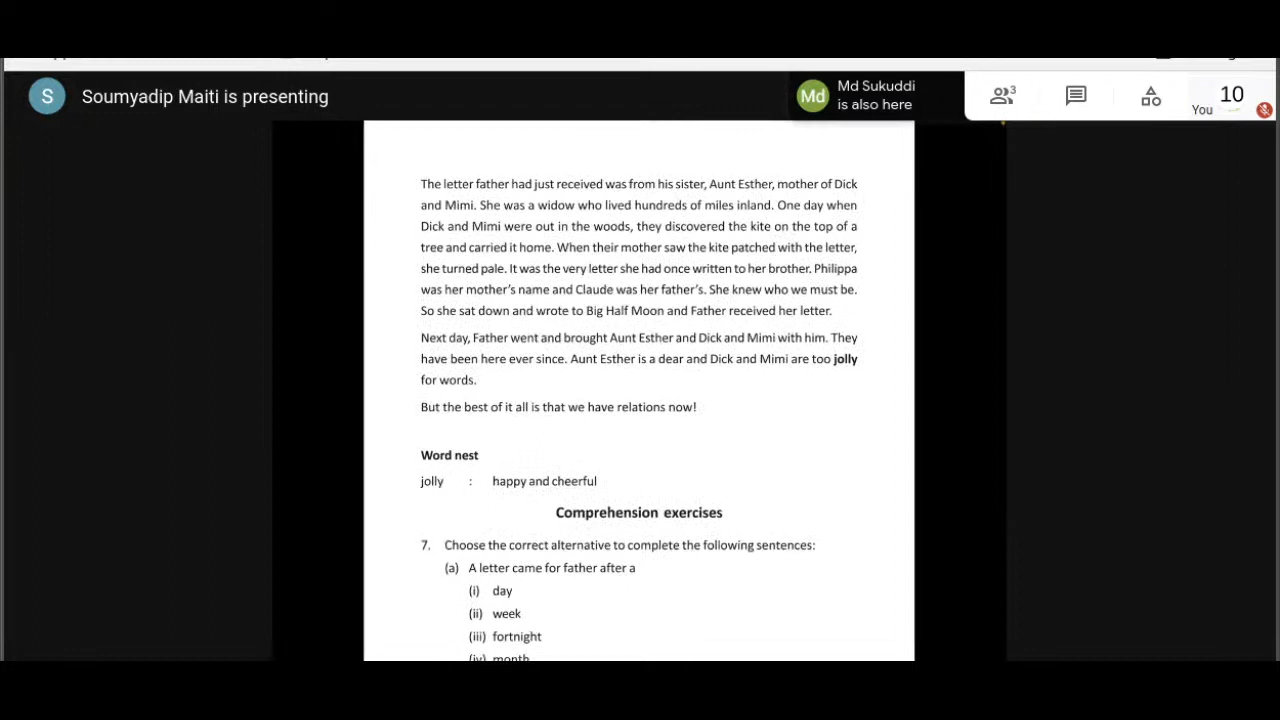 S
Soumyadip Maiti is presenting
Md
Md Sukuddi
is also here
3
10
You
The letter father had just received was from his sister, Aunt Esther, mother of Dick
and Mimi. She was a widow who lived hundreds of miles inland. One day when
Dick and Mimi were out in the woods, they discovered the kite on the top of a
tree and carried it home. When their mother saw the kite patched with the letter,
she turned pale. It was the very letter she had once written to her brother. Philippa
was her mother's name and Claude was her father's. She knew who we must be.
So she sat down and wrote to Big Half Moon and Father received her letter.
Next day, Father went and brought Aunt Esther and Dick and Mimi with him. They
have been here ever since. Aunt Esther is a dear and Dick and Mimi are too jolly
for words.
But the best of it all is that we have relations now!
Word nest
jolly : happy and cheerful
Comprehension exercises
7. Choose the correct alternative to complete the following sentences:
(a) A letter came for father after a
(i) day
(ii) week
(iii) fortnight
(iv) month